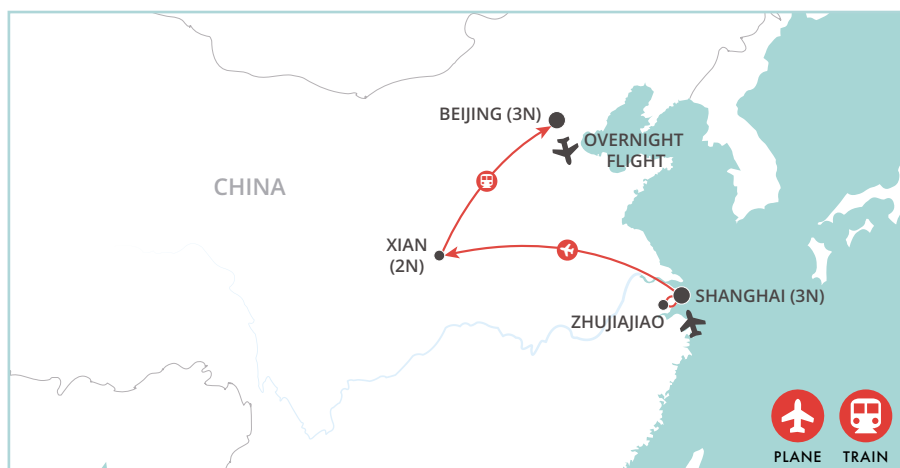 BEIJING (3N)
OVERNIGHT
FLIGHT
CHINA
XIAN
(2N)
SHANGHAI (3N)
ZHUJIAJIAO
PLANE
TRAIN